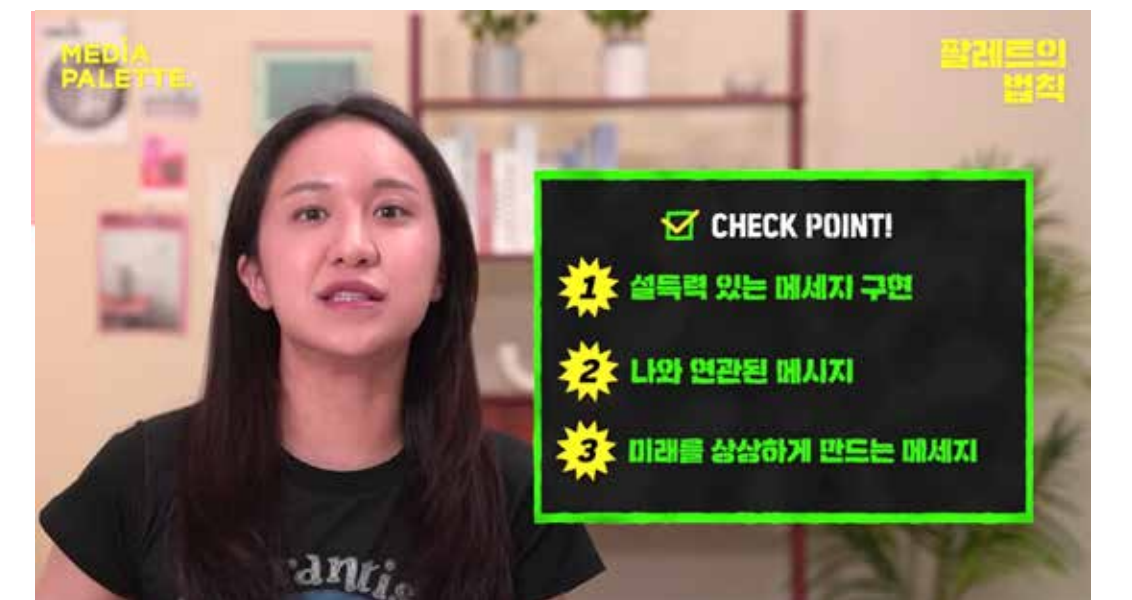 MEDIA
PALETTE.
팔레트의
법칙
CHECK POINT!
1 설득력 있는 메세지 구현
2 나와 연관된 메시지
3 미래를 상상하게 만드는 메세지